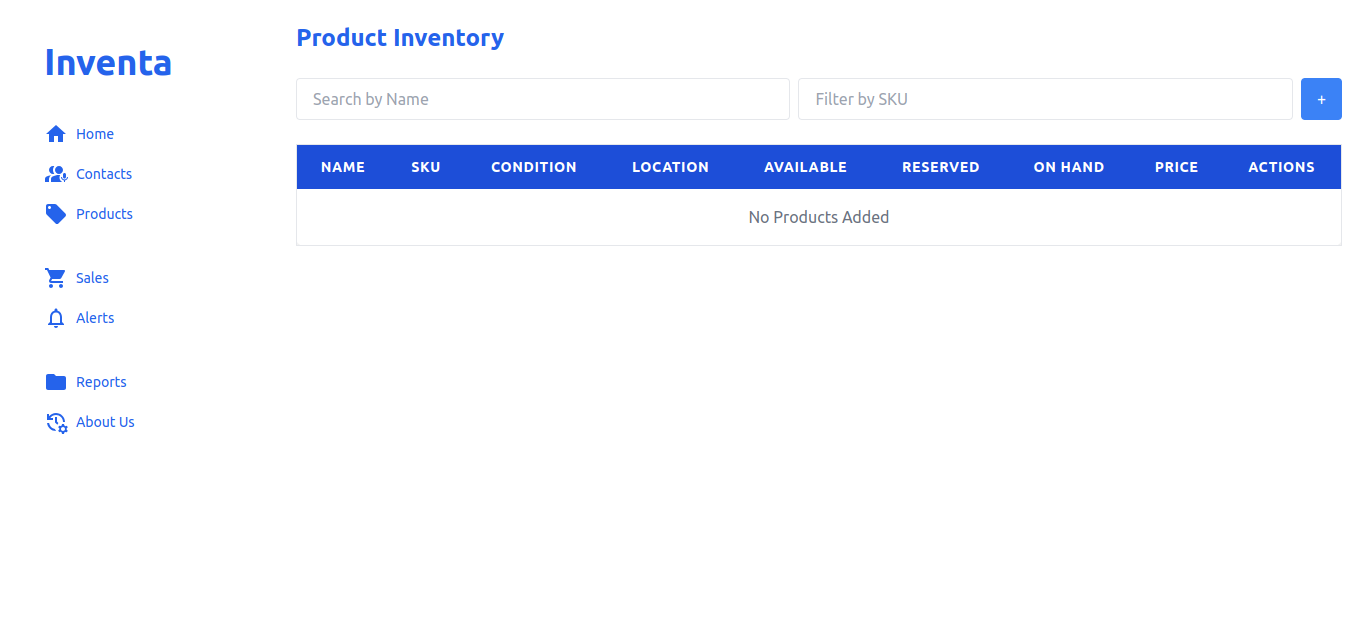 Inventa
Home
Contacts
Products
Sales
Alerts
Reports
About Us
Product Inventory
Search by Name
Filter by SKU
+
NAME SKU CONDITION LOCATION AVAILABLE RESERVED ON HAND PRICE ACTIONS
No Products Added